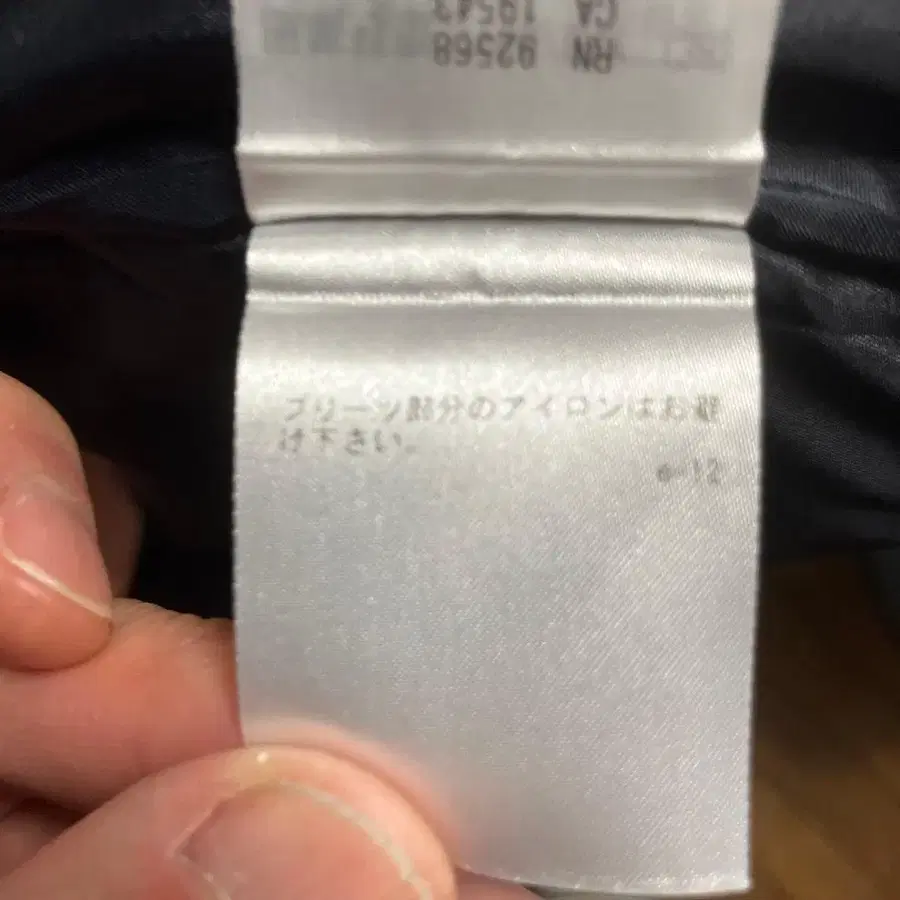 CA 19543
RN 92568
プリーツ部分のアイロンはお避
け下さい。
e-12